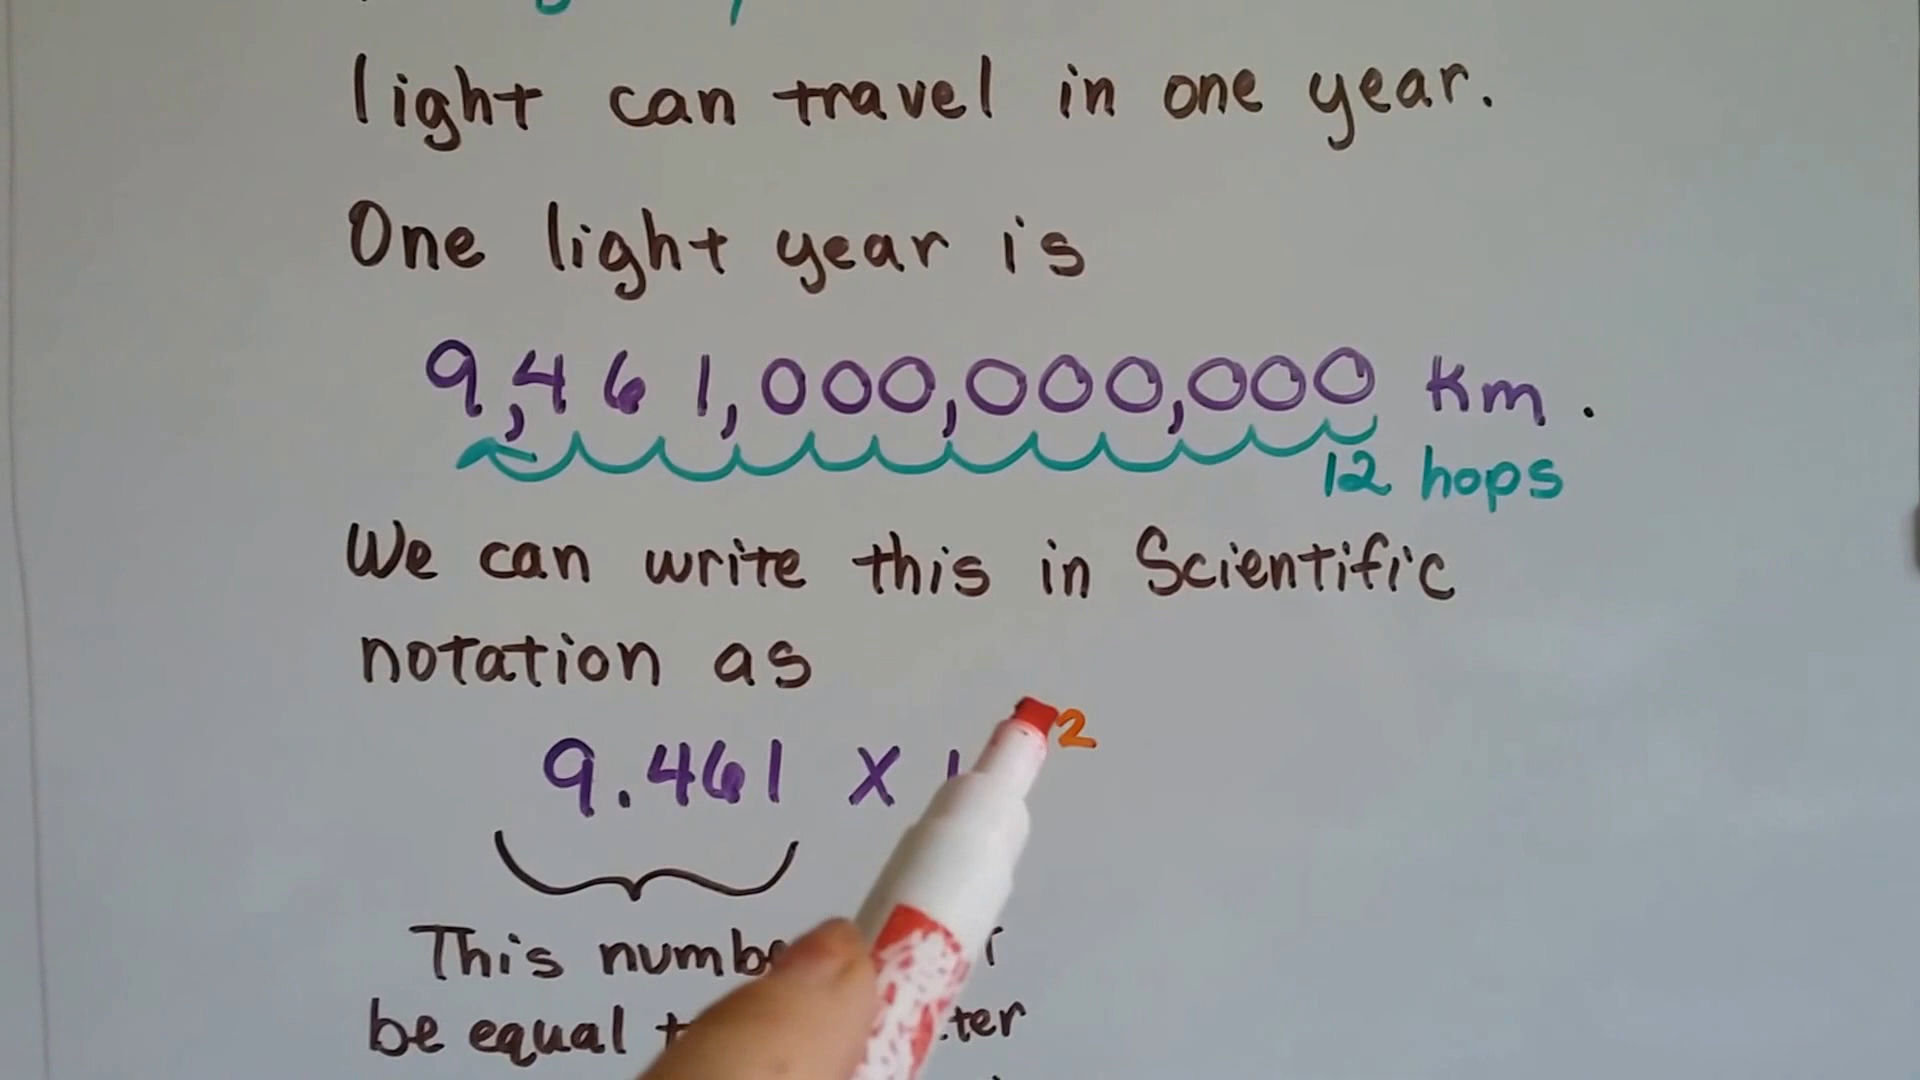 light can travel in one year.
One light year is
9,461,000,000,000 Km.
12 hops
We can write this in Scientific
notation as
9.461 x 2
This
be equal